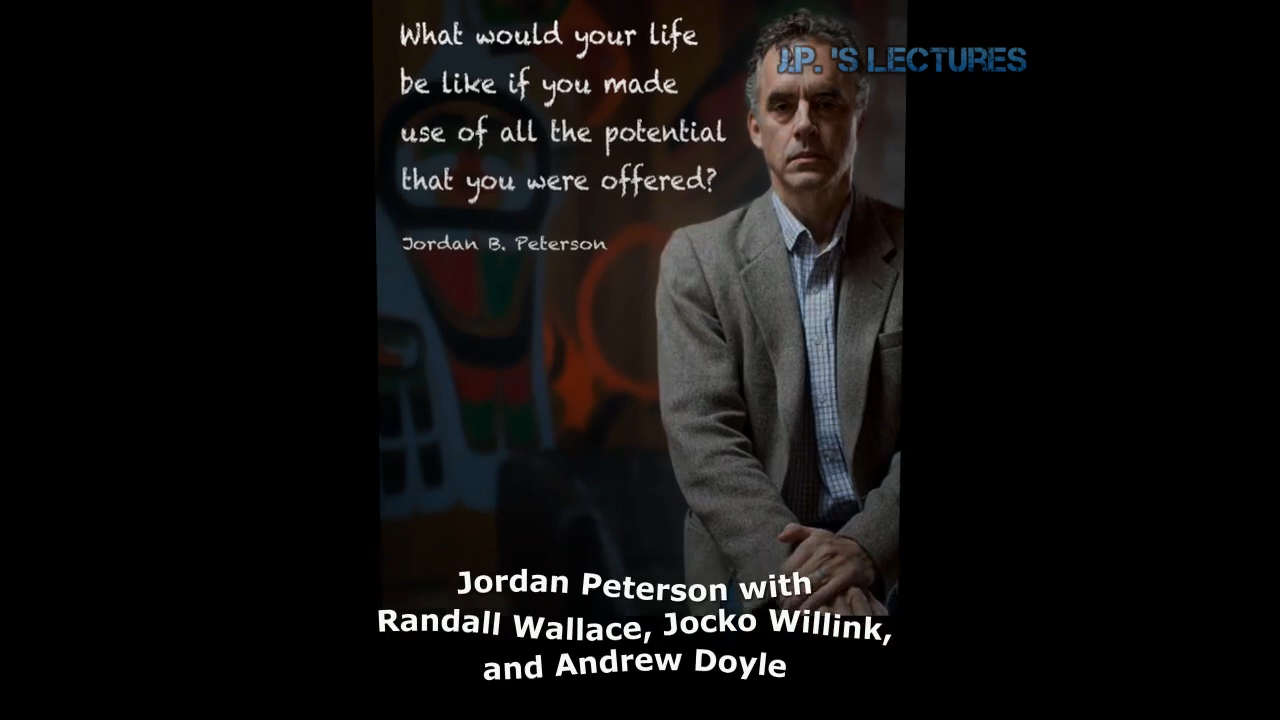 What would your life
be like if you made
use of all the potential
that you were offered?
Jordan B. Peterson
J.P. 'S LECTURES
Jordan Peterson with
Randall Wallace, Jocko Willink,
and Andrew Doyle